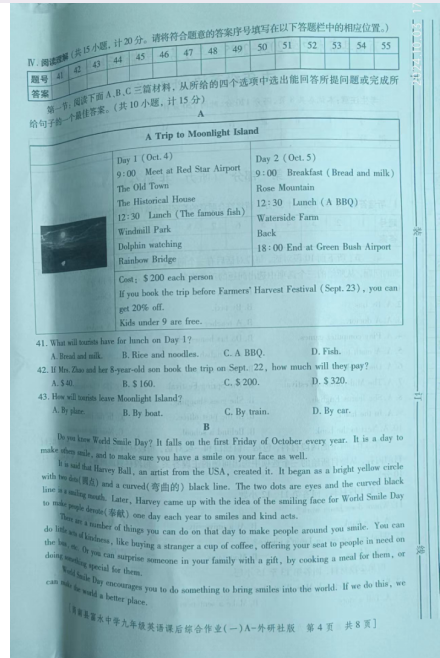 Ⅳ. 阅读理解(共15小题,计20分。请将符合题意的答案序号填写在以下答题栏中的相应位置。)
题号 41 42 43 44 45 46 47 48 49 50 51 52 53 54 55
答案
第一节:阅读下面A、B、C三篇材料,从所给的四个选项中选出能回答所提问题或完成所
给句子的一个最佳答案。(共10小题,计15分)
A
A Trip to Moonlight Island
Day 1 (Oct. 4)
9:00 Meet at Red Star Airport
The Old Town
The Historical House
12:30 Lunch (The famous fish)
Windmill Park
Dolphin watching
Rainbow Bridge
Day 2 (Oct. 5)
9:00 Breakfast (Bread and milk)
Rose Mountain
12:30 Lunch (A BBQ)
Waterside Farm
Back
18:00 End at Green Bush Airport
Cost: $200 each person
If you book the trip before Farmers' Harvest Festival (Sept. 23), you can
get 20% off.
Kids under 9 are free.
41. What will tourists have for lunch on Day 1?
A. Bread and milk. B. Rice and noodles. C. A BBQ. D. Fish.
42. If Mrs. Zhao and her 8-year-old son book the trip on Sept. 22, how much will they pay?
A. $40. B. $160. C. $200. D. $320.
43. How will tourists leave Moonlight Island?
A. By plane. B. By boat. C. By train. D. By car.
B
Do you know World Smile Day? It falls on the first Friday of October every year. It is a day to
make others smile, and to make sure you have a smile on your face as well.
It is said that Harvey Ball, an artist from the USA, created it. It began as a bright yellow circle
with two dots(圆点) and a curved(弯曲的) black line. The two dots are eyes and the curved black
line is a smiling mouth. Later, Harvey came up with the idea of the smiling face for World Smile Day
to make people devote(奉献) one day each year to smiles and kind acts.
There are a number of things you can do on that day to make people around you smile. You can
do little acts of kindness, like buying a stranger a cup of coffee, offering your seat to people in need on
the bus, etc. Or you can surprise someone in your family with a gift, by cooking a meal for them, or
doing something special for them.
World Smile Day encourages you to do something to bring smiles into the world. If we do this, we
can make the world a better place.
水中学九年级英语课后综合作业(一)A-外研社版 第4页 共8页]
装
订
线